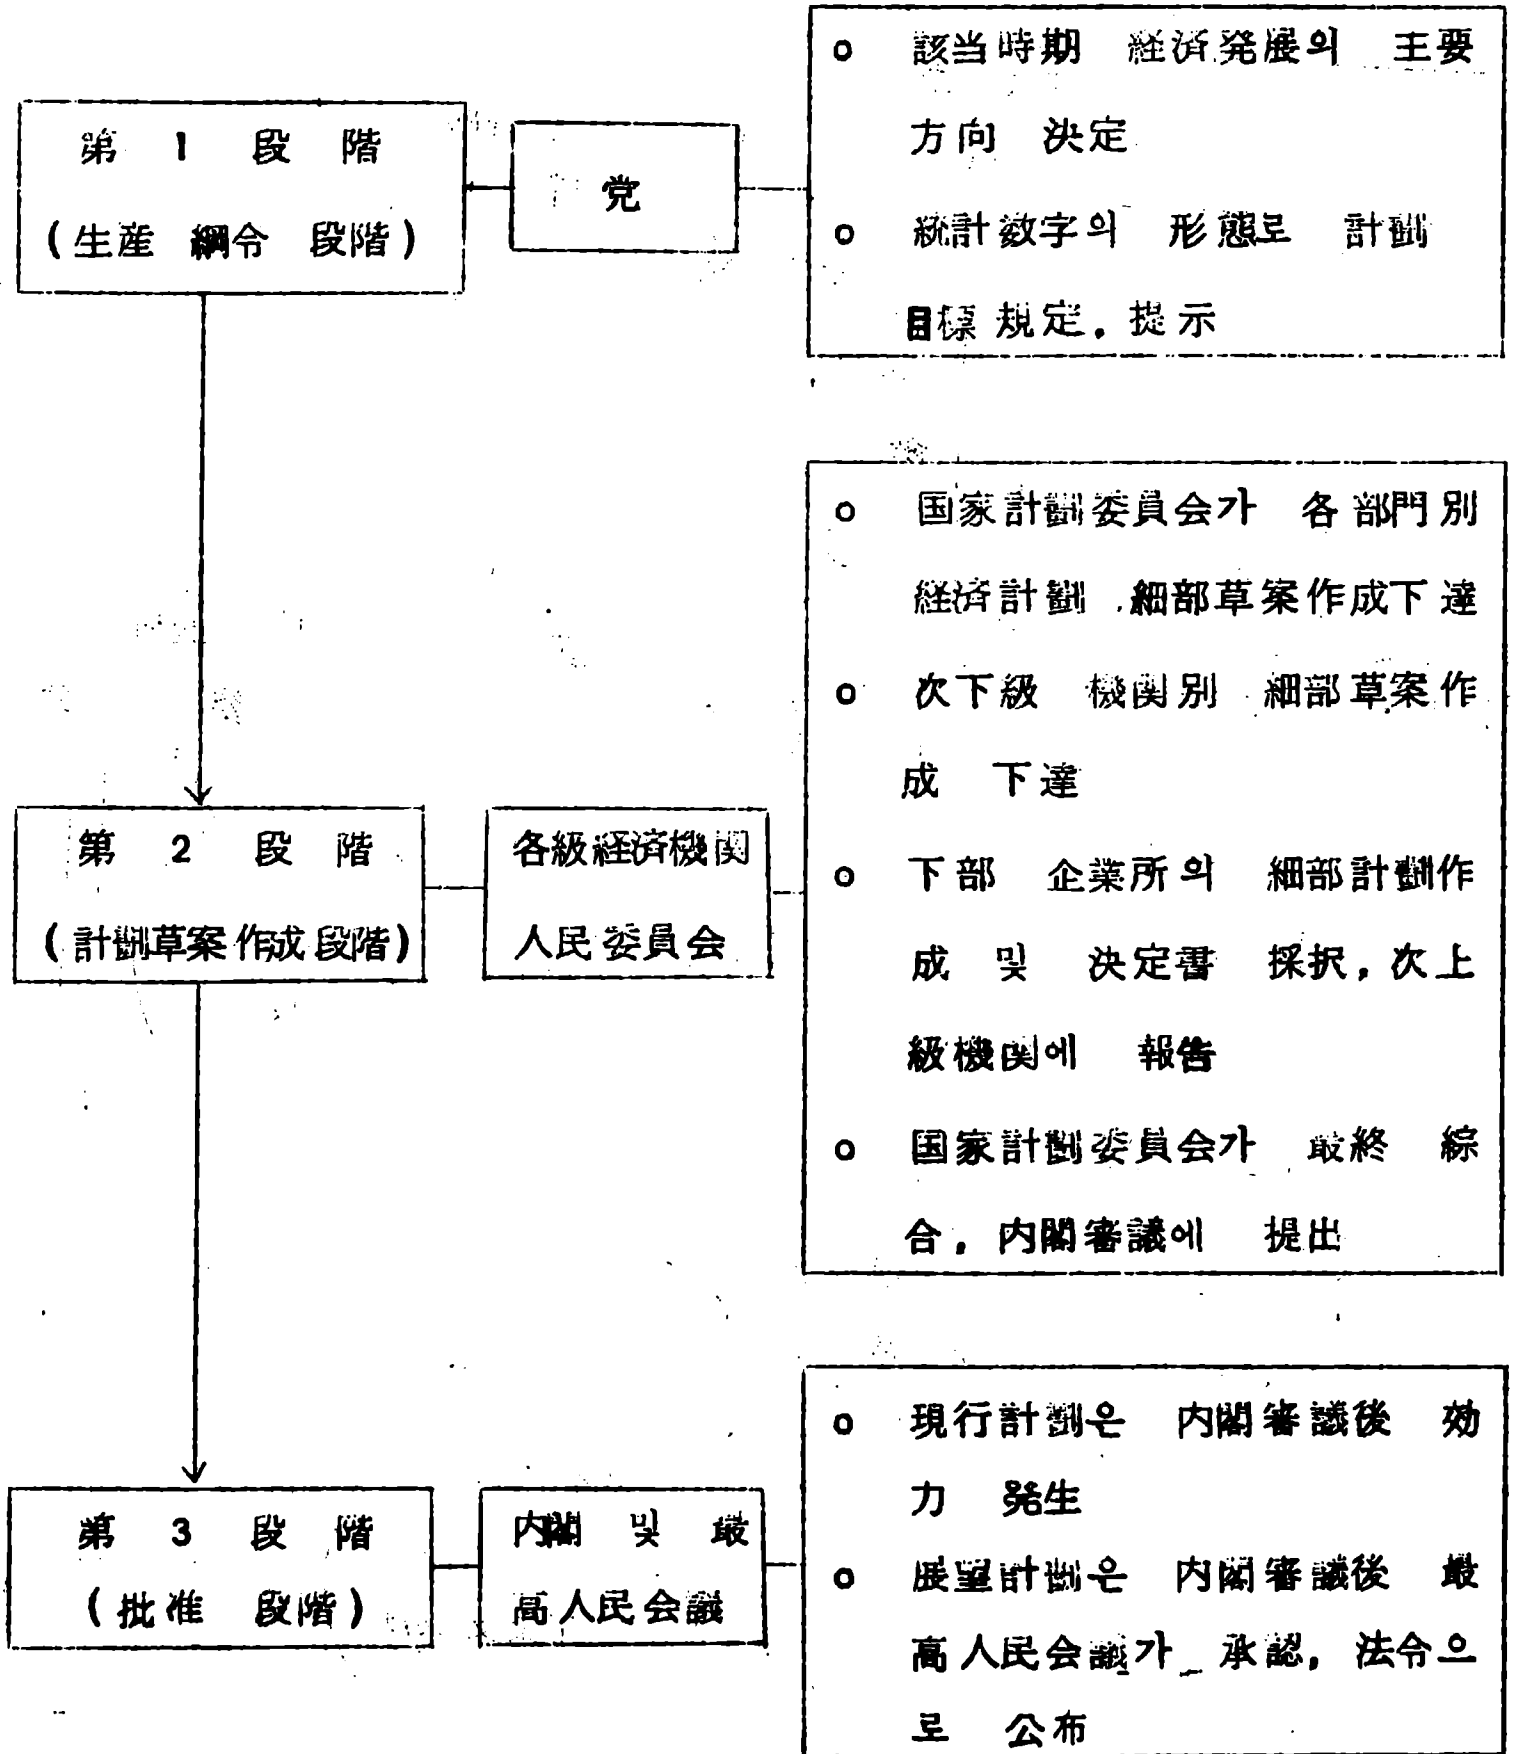 第 1 段 階
(生産 綱令 段階)
党
o 該当時期 経済発展의 主要
方向 決定
o 統計数字의 形態로 計劃
目標 規定, 提示
第 2 段 階
(計劃草案作成段階)
各級経済機関
人民委員会
o 国家計劃委員会가 各部門別
経済計劃 細部草案作成下達
o 次下級 機関別 細部草案作
成 下達
o 下部 企業所의 細部計劃作
成 및 決定書 採択, 次上
級機関에 報告
o 国家計劃委員会가 最終 綜
合, 内閣審議에 提出
第 3 段 階
(批准 段階)
内閣 및 最
高人民会議
o 現行計劃은 内閣審議後 効
力 発生
o 展望計劃은 内閣審議後 最
高人民会議가 承認, 法令으
로 公布